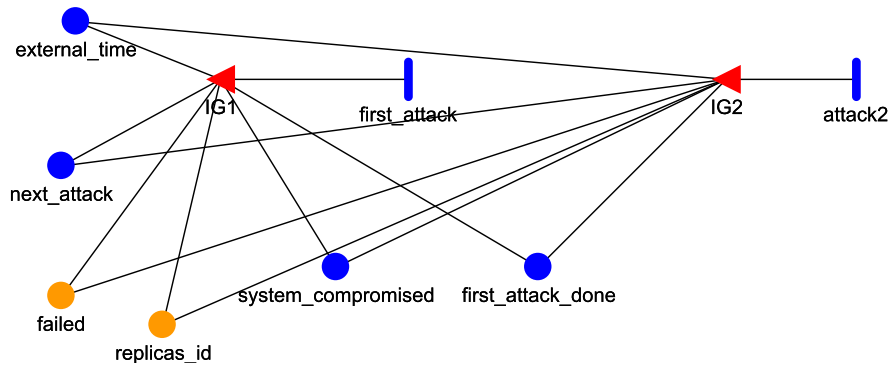 external_time
IG1
first_attack
IG2
attack2
next_attack
system_compromised
first_attack_done
failed
replicas_id